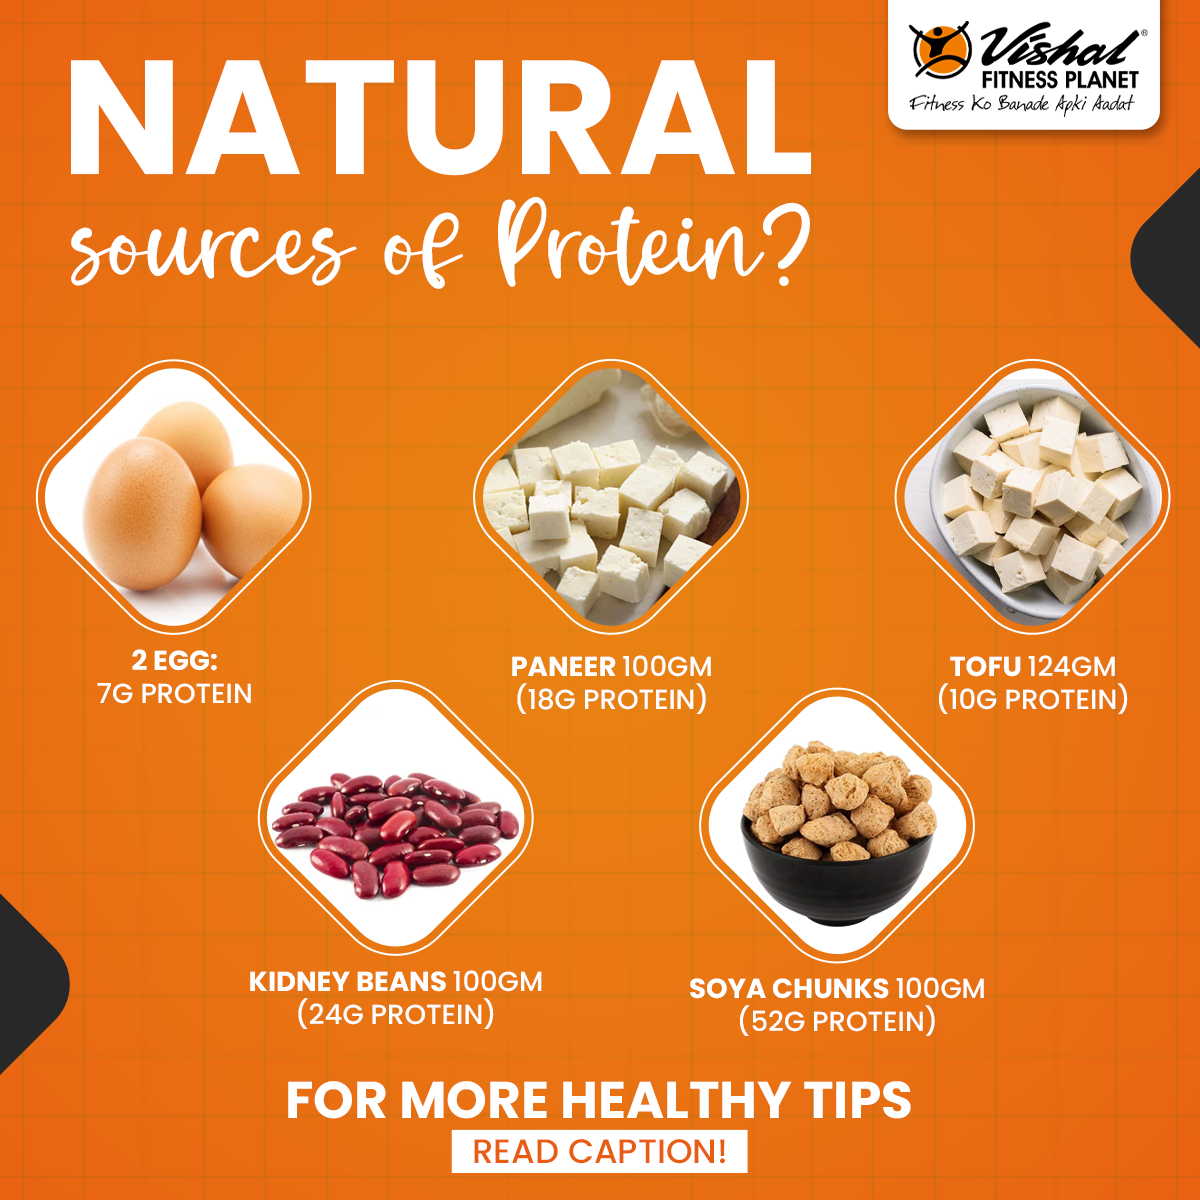 Vishal®
FITNESS PLANET
Fitness Ko Banade Apki Aadat
NATURAL
sources of Protein?
2 EGG:
7G PROTEIN
PANEER 100GM
(18G PROTEIN)
TOFU 124GM
(10G PROTEIN)
KIDNEY BEANS 100GM
(24G PROTEIN)
SOYA CHUNKS 100GM
(52G PROTEIN)
FOR MORE HEALTHY TIPS
READ CAPTION!